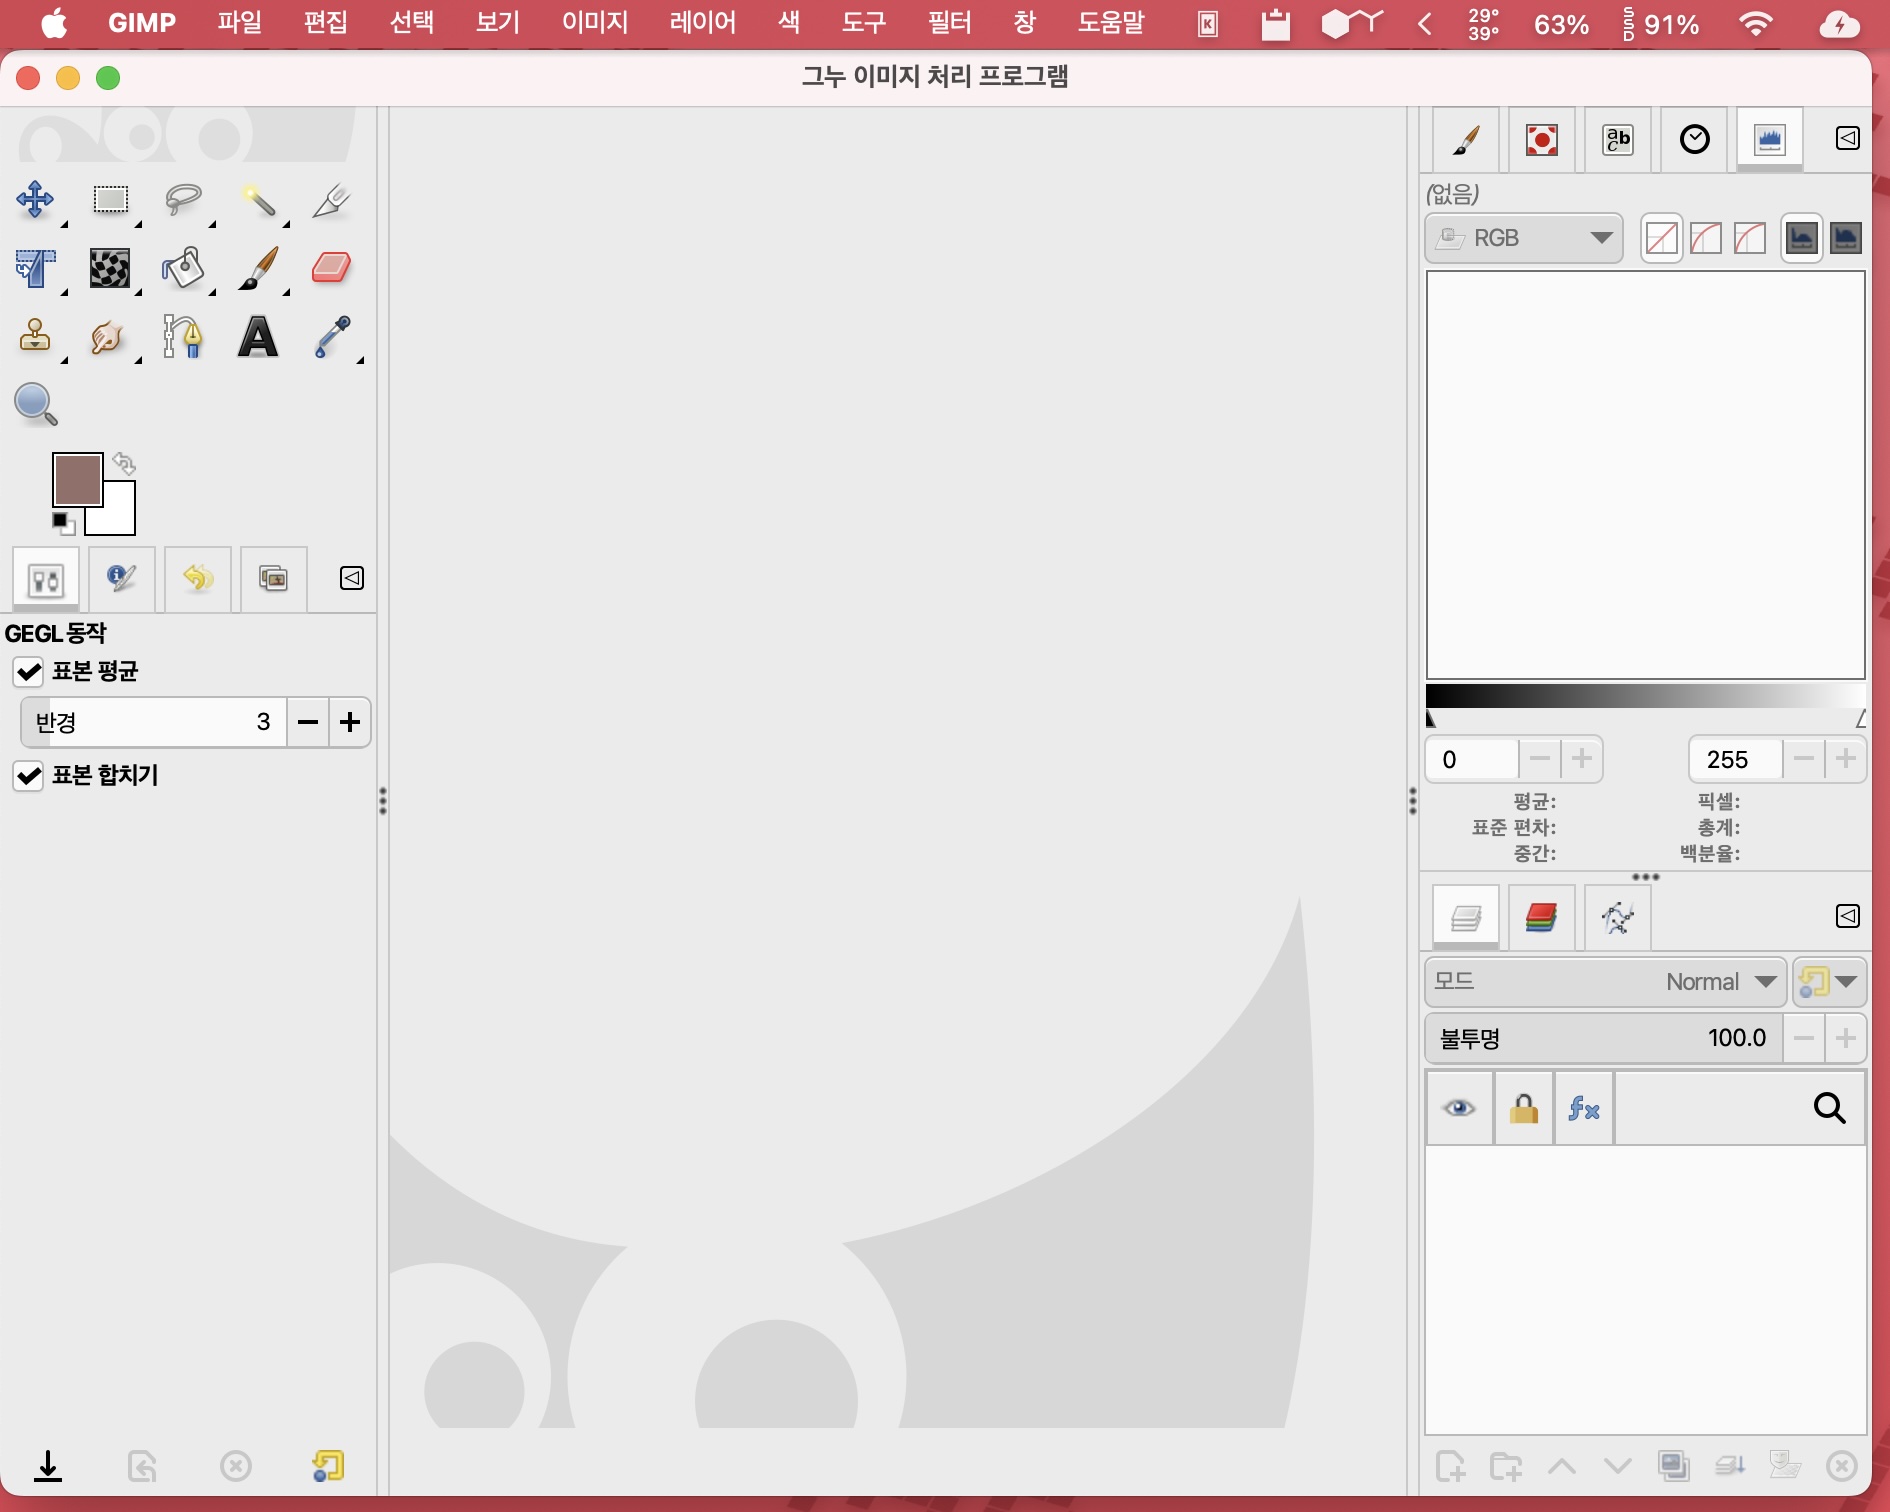 GIMP 파일 편집 선택 보기 이미지 레이어 색 도구 필터 창 도움말 K 29° 39° 63% SSD 91%
그누 이미지 처리 프로그램
(없음)
RGB
GEGL 동작
표본 평균
반경 3
표본 합치기
0 255
평균: 픽셀:
표준 편차: 총계:
중간: 백분율:
모드 Normal
불투명 100.0
fx